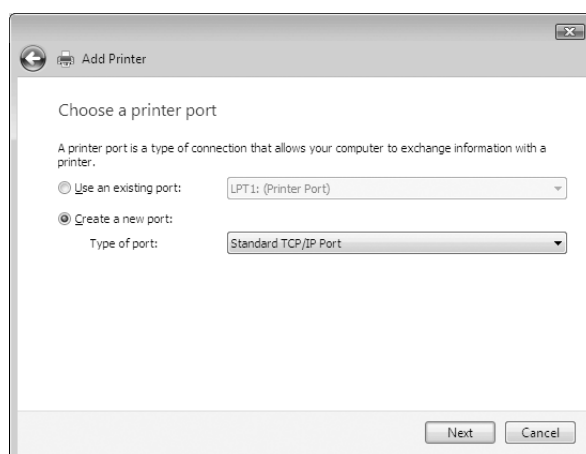 Add Printer
Choose a printer port
A printer port is a type of connection that allows your computer to exchange information with a
printer.
Use an existing port: LPT1: (Printer Port)
Create a new port:
Type of port: Standard TCP/IP Port
Next Cancel